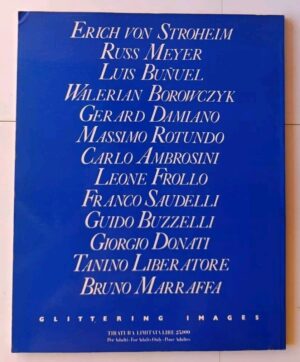 ERICH VON STROHEIM
RUSS MEYER
LUIS BUÑUEL
WALERIAN BOROWCZYK
GERARD DAMIANO
MASSIMO ROTUNDO
CARLO AMBROSINI
LEONE FROLLO
FRANCO SAUDELLI
GUIDO BUZZELLI
GIORGIO DONATI
TANINO LIBERATORE
BRUNO MARRAFFA
GLITTERING IMAGES
TIRATURA LIMITATA LIRE 25.000
Per Adulti - For Adults Only - Pour Adultes